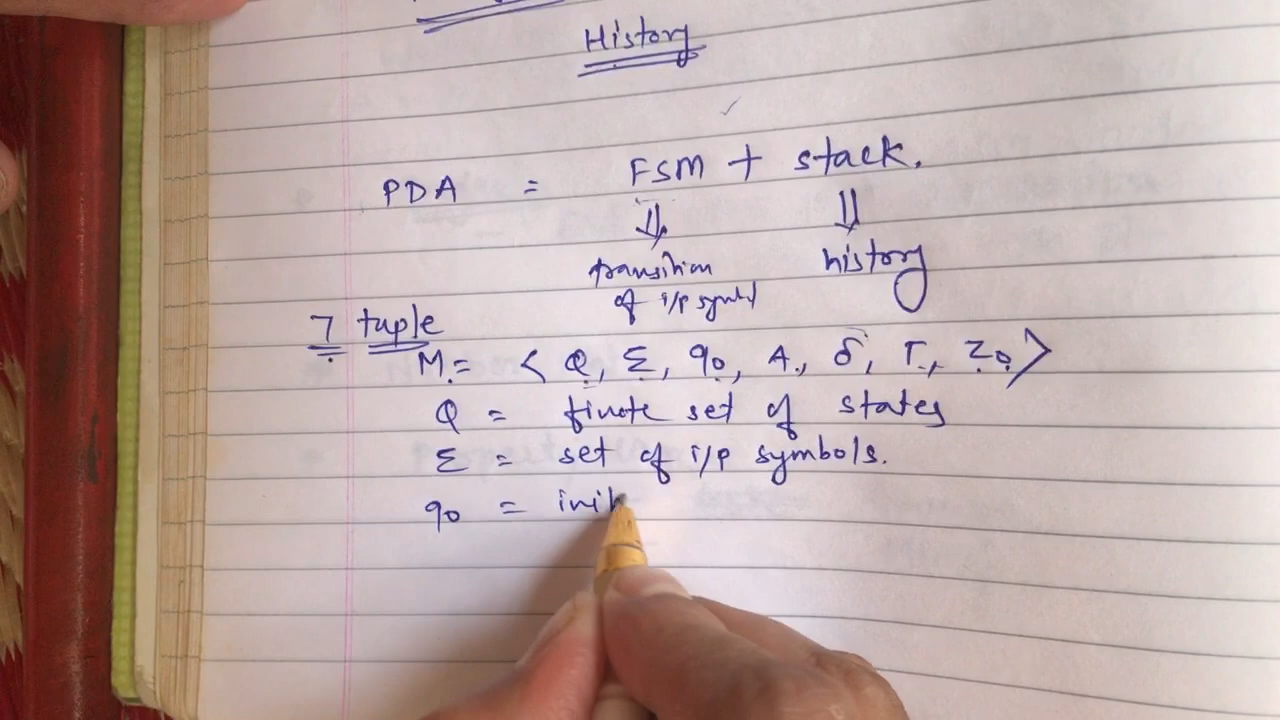 History
PDA = FSM + stack.
⇓ ⇓
transition history
of i/p symbol
7 tuple
M = < Q, Σ, q0, A, δ, Γ, Z0 >
Q = finite set of states
Σ = set of i/p symbols.
q0 = initi